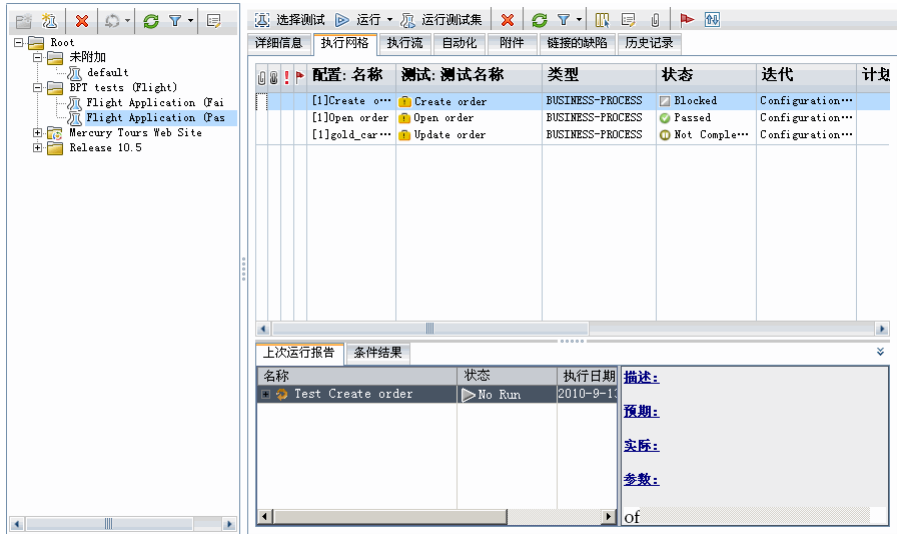 选择测试 运行 运行测试集
详细信息 执行网格 执行流 自动化 附件 链接的缺陷 历史记录
Root
未附加
default
BPT tests (Flight)
Flight Application (Fai
Flight Application (Pas
Mercury Tours Web Site
Release 10.5
配置: 名称 测试: 测试名称 类型 状态 迭代 计划
[1]Create o… Create order BUSINESS-PROCESS Blocked Configuration…
[1]Open order Open order BUSINESS-PROCESS Passed Configuration…
[1]gold_car… Update order BUSINESS-PROCESS Not Comple… Configuration…
上次运行报告 条件结果
名称 状态 执行日期
Test Create order No Run 2010-9-13
描述:
预期:
实际:
参数:
of